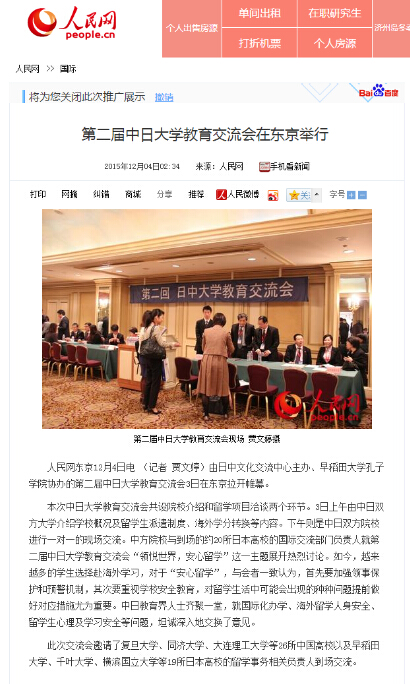 人民网
people.cn
个人出售房源
单间出租
在职研究生
打折机票
个人房源
人民网 >> 国际
将为您关闭此次推广展示 撤销
Bai 百度
第二届中日大学教育交流会在东京举行
2015年12月04日02:34 来源：人民网 手机看新闻
打印 网摘 纠错 商城 分享 推荐 人民微博 关注 字号
第二回 日中大学教育交流会
人民网
第二届中日大学教育交流会现场 贾文婷摄
人民网东京12月4日电 （记者 贾文婷）由日中文化交流中心主办、早稻田大学孔子
学院协办的第二届中日大学教育交流会3日在东京拉开帷幕。
本次中日大学教育交流会共设院校介绍和留学项目洽谈两个环节。3日上午由中日双
方大学介绍学校概况及留学生派遣制度、海外学分转换等内容。下午则是中日双方院校
进行一对一的现场交流。中方院校与到场的约20所日本高校的国际交流部门负责人就第
二届中日大学教育交流会“领悦世界，安心留学”这一主题展开热烈讨论。如今，越来
越多的学生选择赴海外学习，对于“安心留学”，与会者一致认为，首先要加强领事保
护和预警机制，其次要重视学校安全教育，对留学生活中可能会出现的种种问题提前做
好对应措施尤为重要。中日教育界人士齐聚一堂，就国际化办学、海外留学人身安全、
留学生心理及学习安全等问题，坦诚深入地交换了意见。
此次交流会邀请了复旦大学、同济大学、大连理工大学等26所中国高校以及早稻田
大学、千叶大学、横滨国立大学等19所日本高校的留学事务相关负责人到场交流。